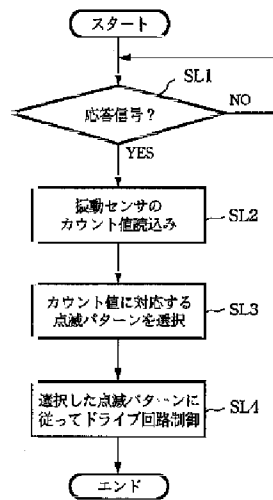 スタート
SL1
応答信号?
NO
YES
振動センサの
カウント値読込み
SL2
カウント値に対応する
点滅パターンを選択
SL3
選択した点滅パターンに
従ってドライブ回路制御
SL4
エンド